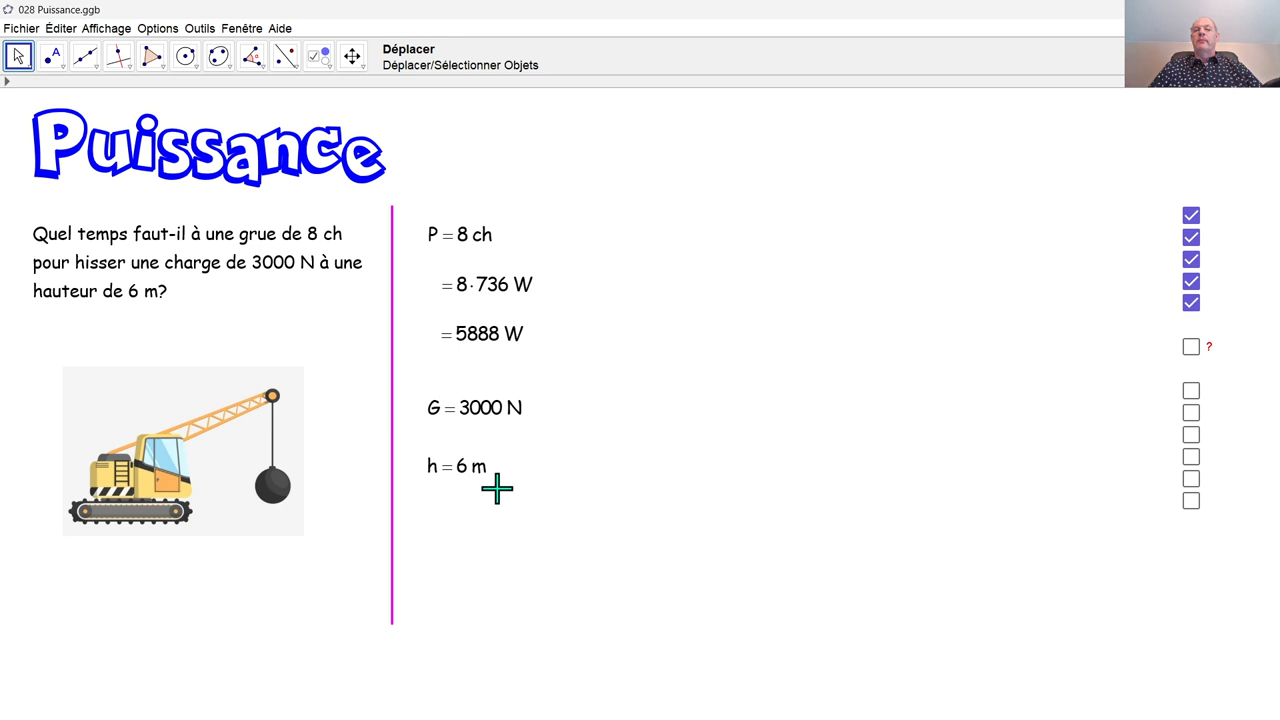 028 Puissance.ggb
Fichier Éditer Affichage Options Outils Fenêtre Aide
A
Déplacer
Déplacer/Sélectionner Objets
Puissance
Quel temps faut-il à une grue de 8 ch
pour hisser une charge de 3000 N à une
hauteur de 6 m?
P = 8 ch
= 8·736 W
= 5888 W
G = 3000 N
h = 6 m
?